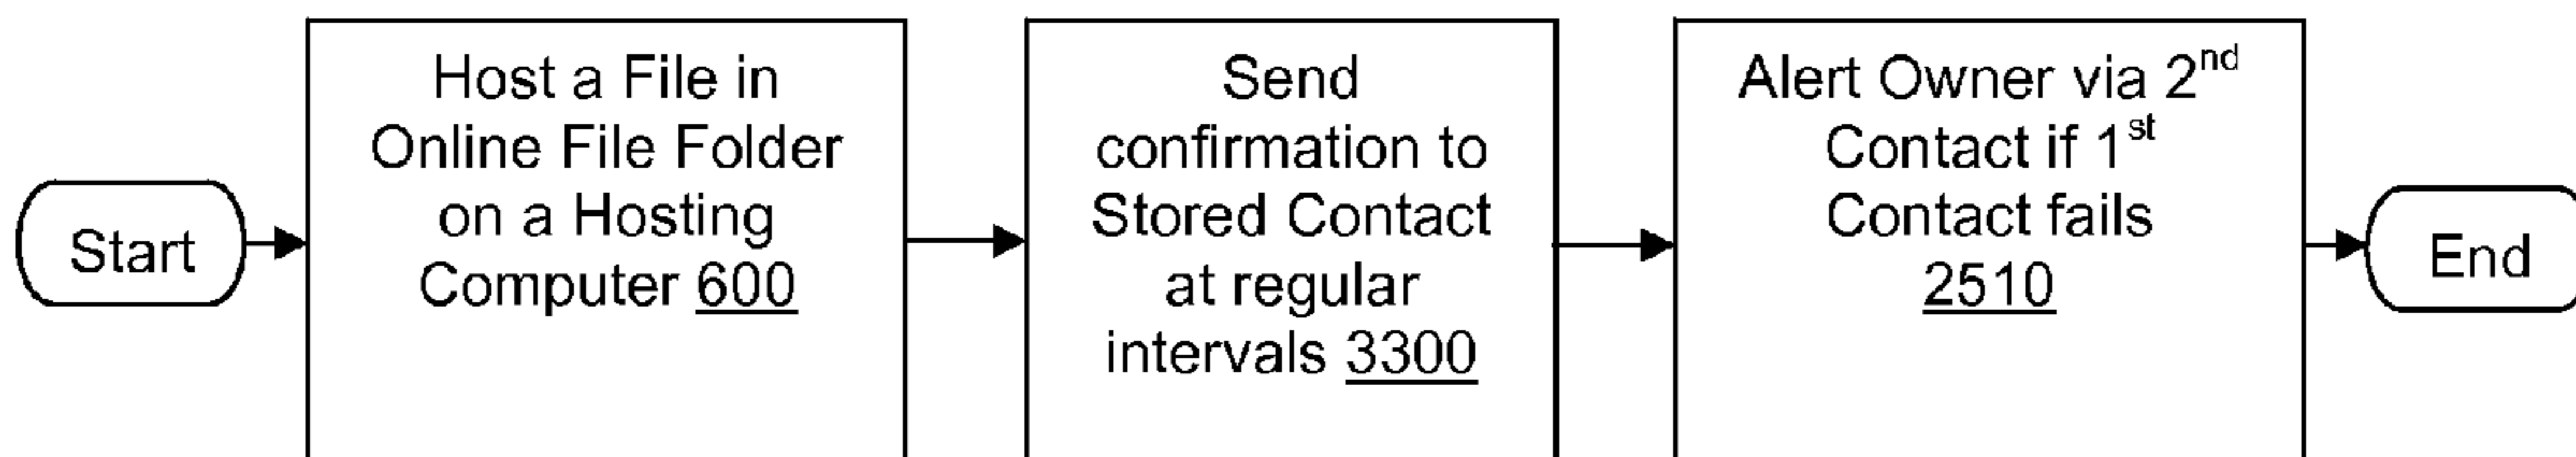 Start
Host a File in
Online File Folder
on a Hosting
Computer 600
Send
confirmation to
Stored Contact
at regular
intervals 3300
Alert Owner via 2nd
Contact if 1st
Contact fails
2510
End